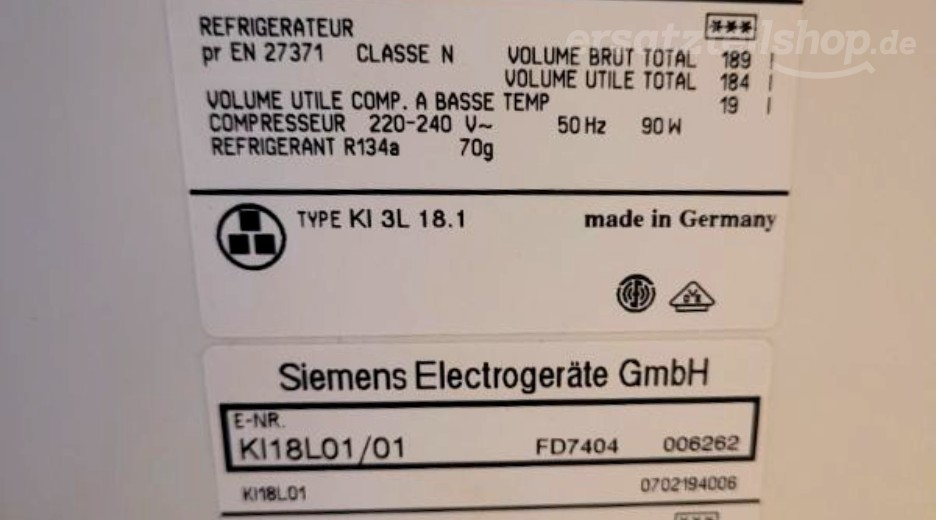 ersatzteilshop.de
***
REFRIGERATEUR
pr EN 27371 CLASSE N VOLUME BRUT TOTAL 189 l
VOLUME UTILE TOTAL 184 l
VOLUME UTILE COMP. A BASSE TEMP 19 l
COMPRESSEUR 220-240 V~ 50 Hz 90 W
REFRIGERANT R134a 70g
TYPE KI 3L 18.1 made in Germany
Siemens Electrogeräte GmbH
E-NR.
KI18L01/01 FD7404 006262
KI18L01 0702194006